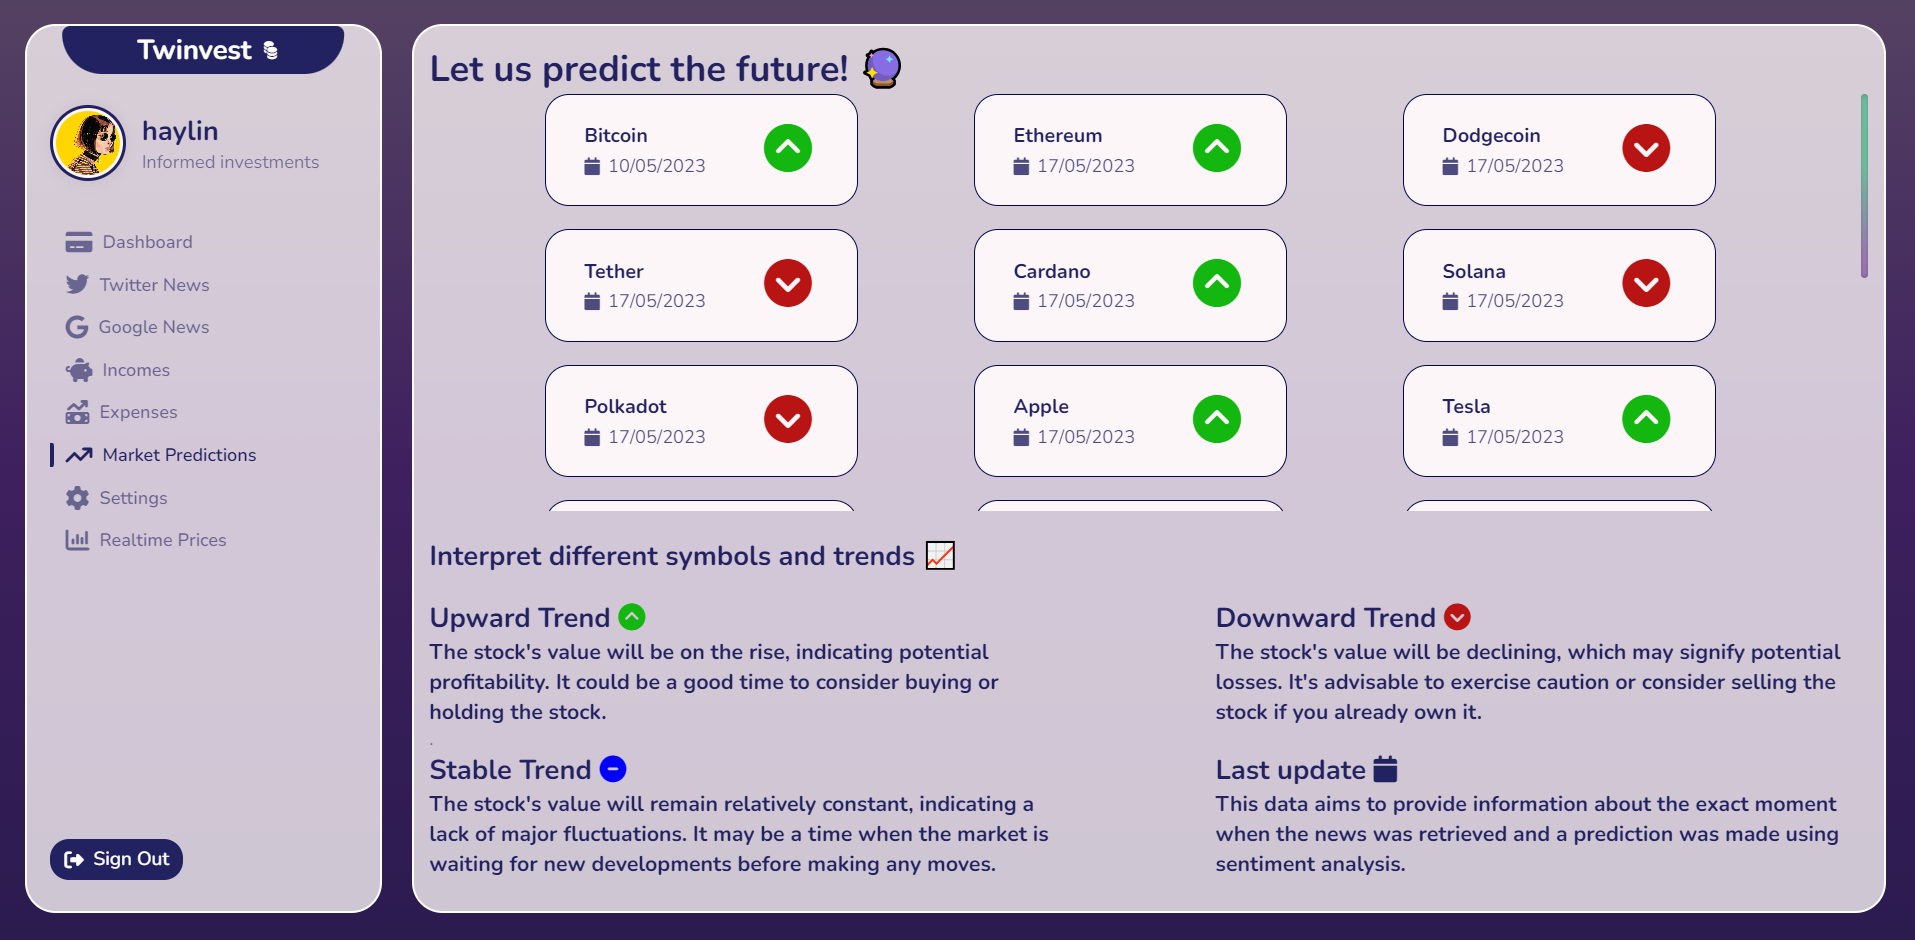 Twinvest
haylin
Informed investments
Dashboard
Twitter News
Google News
Incomes
Expenses
Market Predictions
Settings
Realtime Prices
Sign Out
Let us predict the future!
Bitcoin
10/05/2023
Ethereum
17/05/2023
Dodgecoin
17/05/2023
Tether
17/05/2023
Cardano
17/05/2023
Solana
17/05/2023
Polkadot
17/05/2023
Apple
17/05/2023
Tesla
17/05/2023
Interpret different symbols and trends
Upward Trend
The stock's value will be on the rise, indicating potential
profitability. It could be a good time to consider buying or
holding the stock.
.
Downward Trend
The stock's value will be declining, which may signify potential
losses. It's advisable to exercise caution or consider selling the
stock if you already own it.
Stable Trend
The stock's value will remain relatively constant, indicating a
lack of major fluctuations. It may be a time when the market is
waiting for new developments before making any moves.
Last update
This data aims to provide information about the exact moment
when the news was retrieved and a prediction was made using
sentiment analysis.